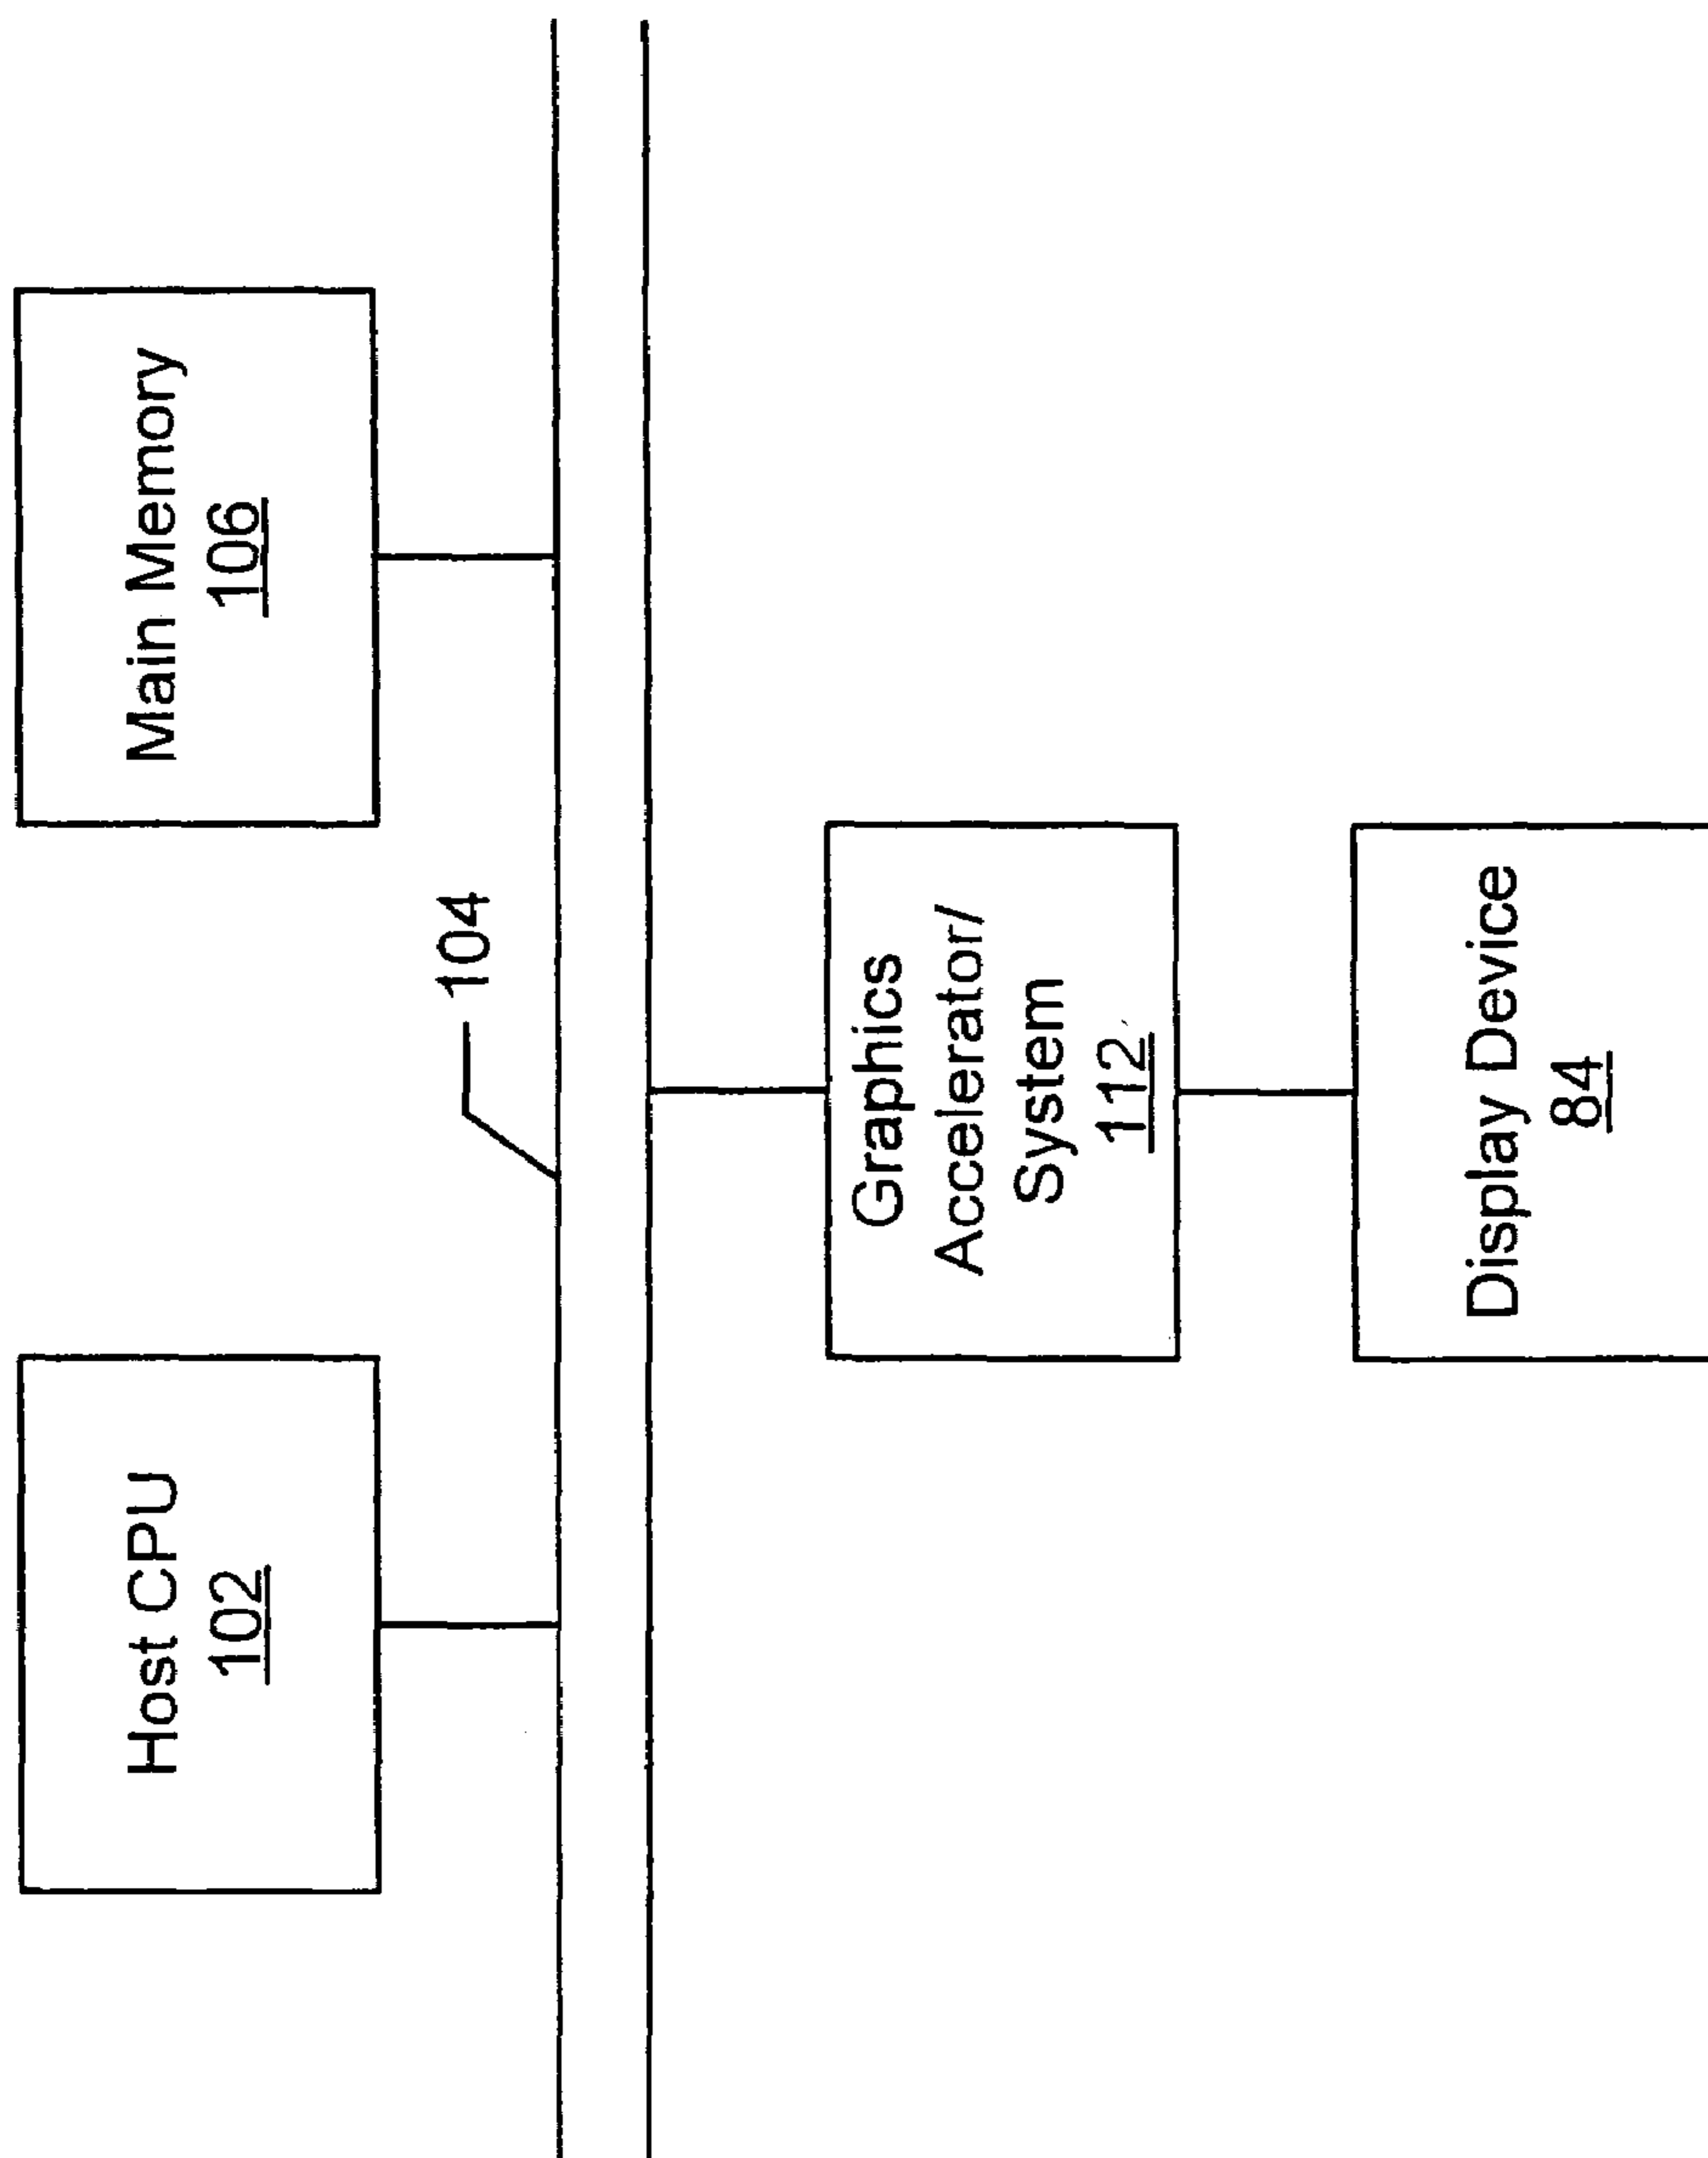 Host CPU
102
Main Memory
106
104
Graphics
Accelerator/
System
112
Display Device
84